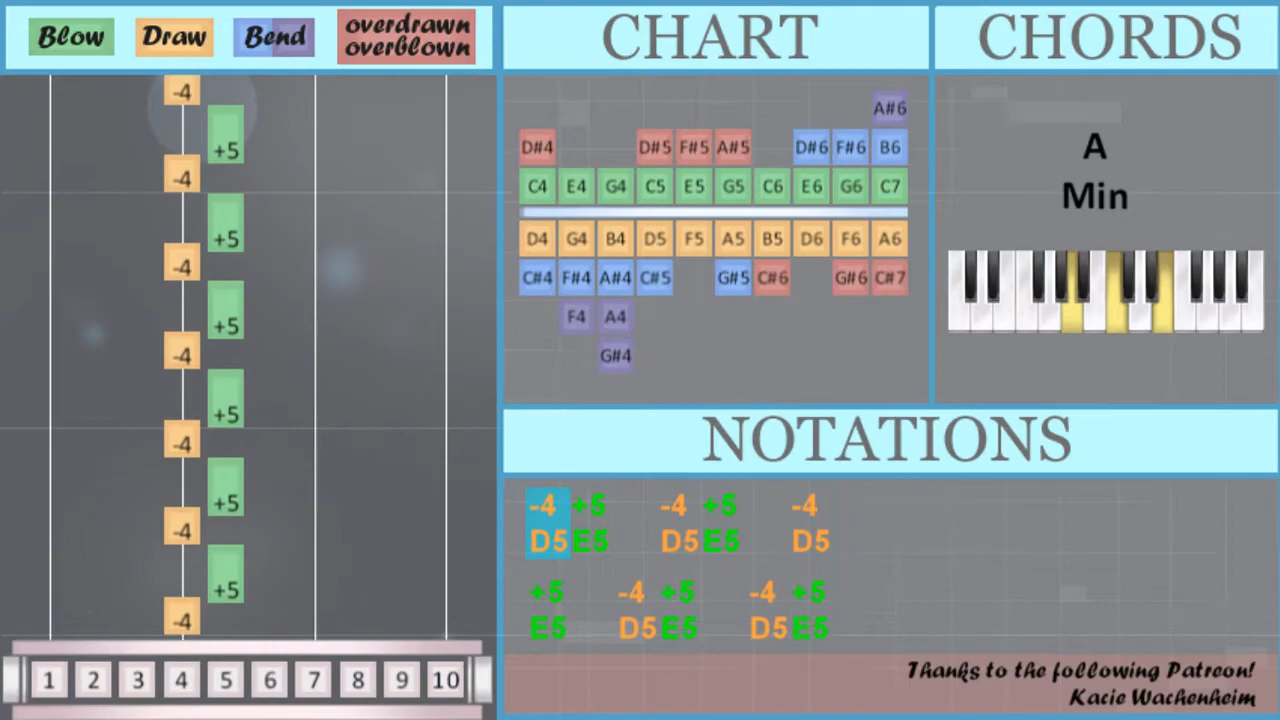 Blow Draw Bend overdrawn
overblown
CHART
CHORDS
-4
+5
-4
+5
-4
+5
-4
+5
-4
+5
-4
+5
-4
1 2 3 4 5 6 7 8 9 10
A#6
D#4 D#5 F#5 A#5 D#6 F#6 B6
C4 E4 G4 C5 E5 G5 C6 E6 G6 C7
D4 G4 B4 D5 F5 A5 B5 D6 F6 A6
C#4 F#4 A#4 C#5 G#5 C#6 G#6 C#7
F4 A4
G#4
A
Min
NOTATIONS
-4 +5 -4 +5 -4
D5 E5 D5 E5 D5
+5 -4 +5 -4 +5
E5 D5 E5 D5 E5
Thanks to the following Patreon!
Kacie Wachenheim